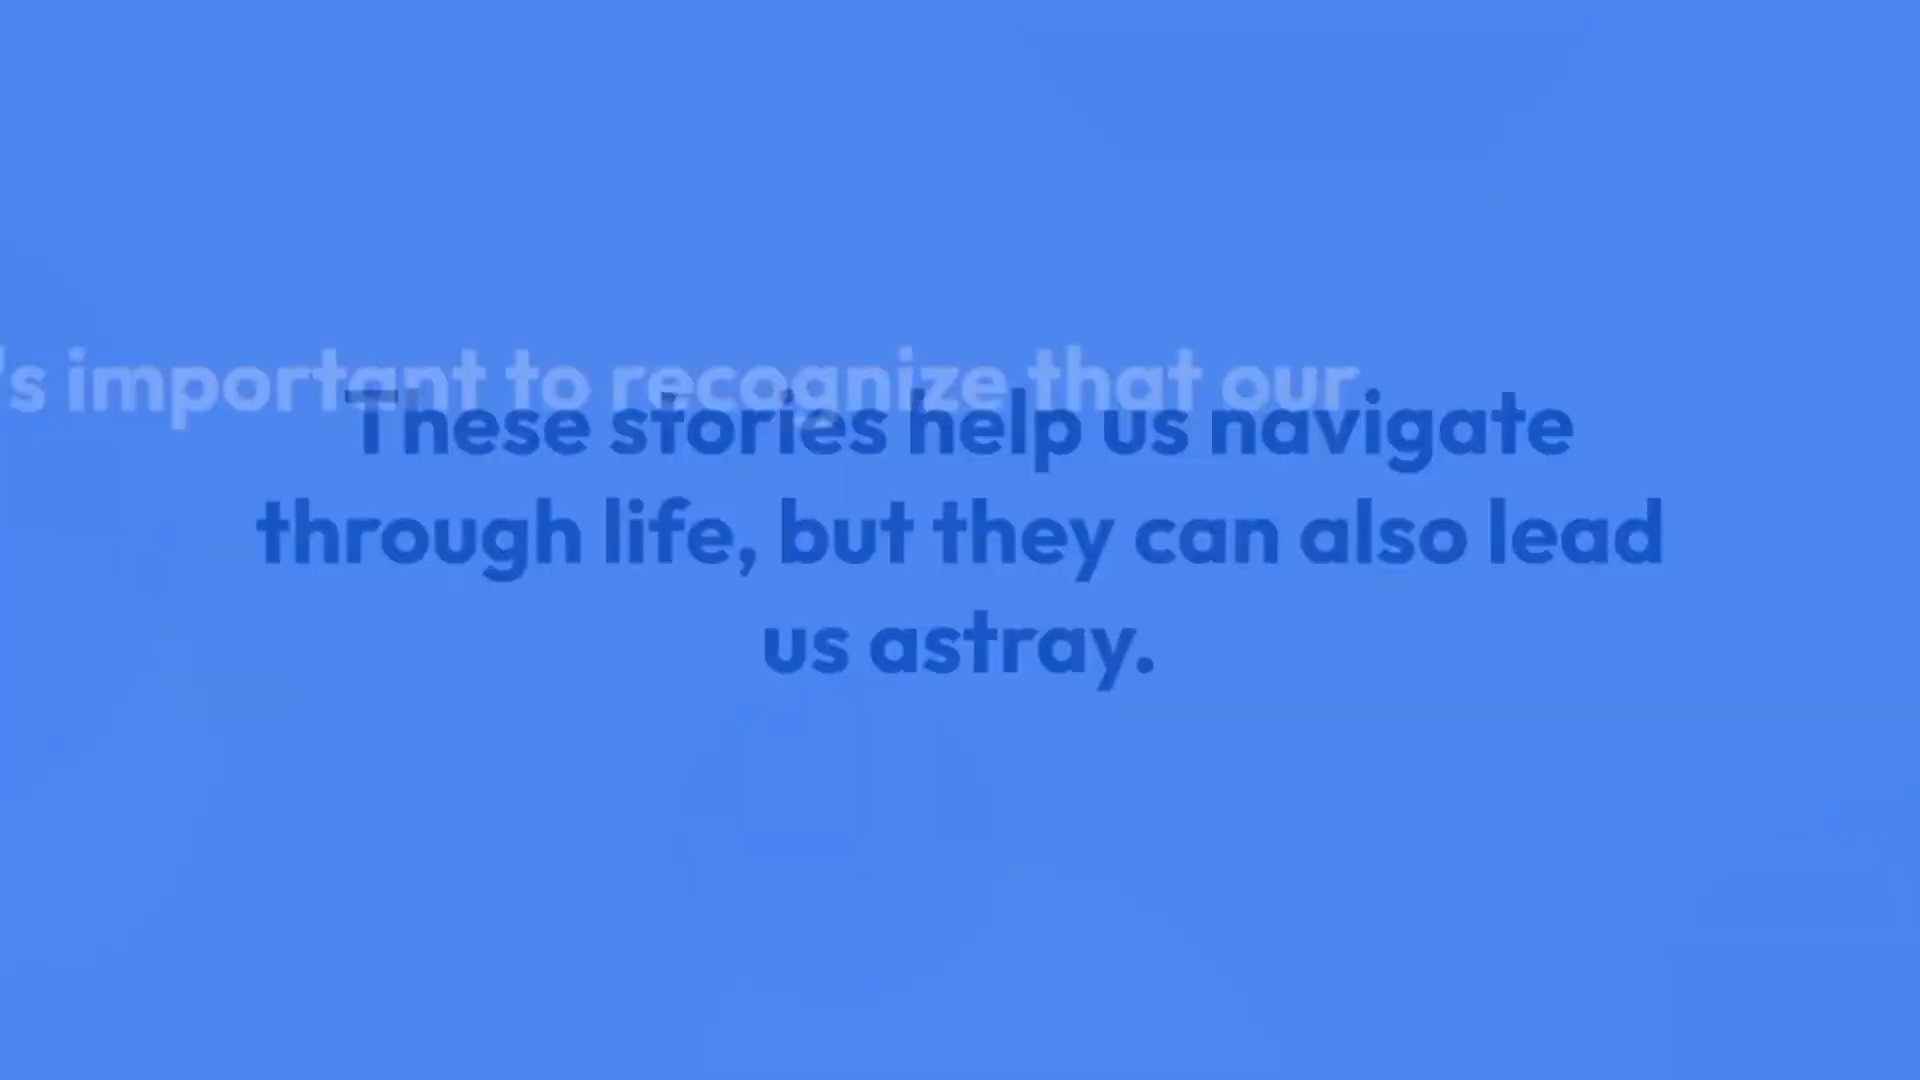 's important to recognize that our
These stories help us navigate
through life, but they can also lead
us astray.